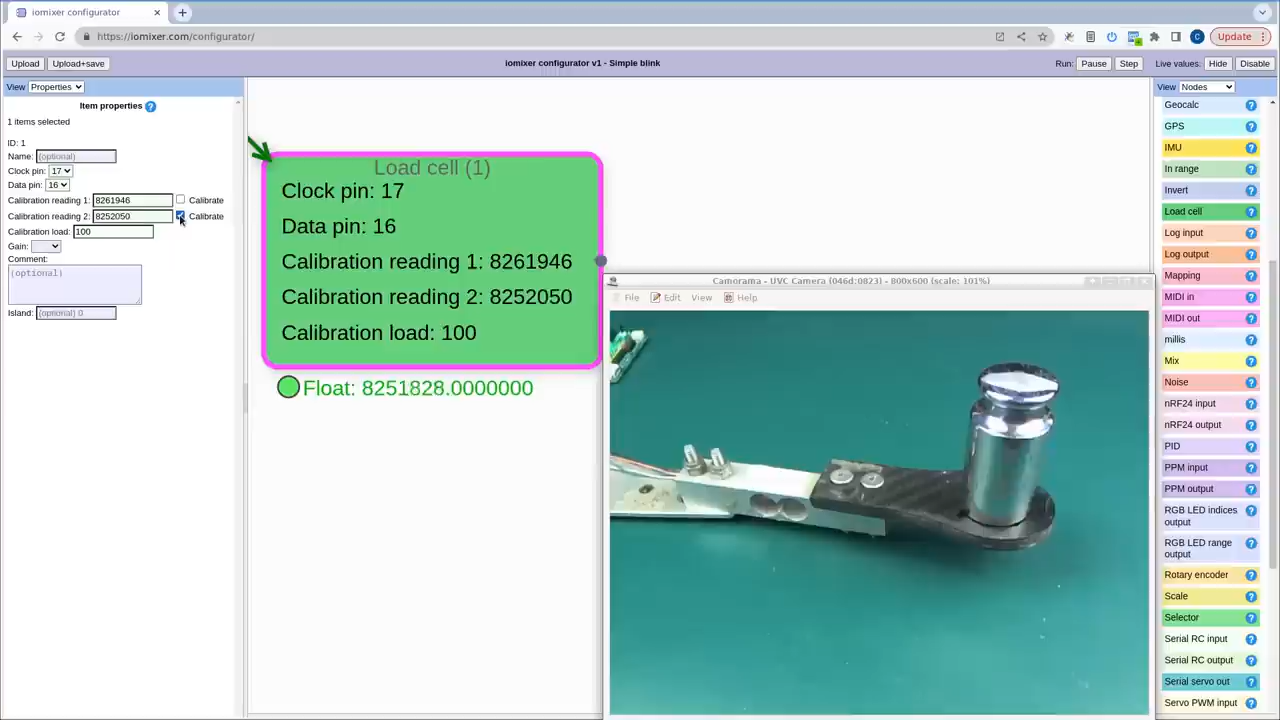 iomixer configurator
https://iomixer.com/configurator/
C
Update
Upload
Upload+save
iomixer configurator v1 - Simple blink
Run:
Pause
Step
Live values:
Hide
Disable
View
Properties
Item properties ?
1 items selected
ID: 1
Name: (optional)
Clock pin: 17
Data pin: 16
Calibration reading 1: 8261946 Calibrate
Calibration reading 2: 8252050 Calibrate
Calibration load: 100
Gain:
Comment:
(optional)
Island: (optional) 0
Load cell (1)
Clock pin: 17
Data pin: 16
Calibration reading 1: 8261946
Calibration reading 2: 8252050
Calibration load: 100
Float: 8251828.0000000
Camorama - UVC Camera (046d:0823) - 800x600 (scale: 101%)
File Edit View Help
View
Nodes
Geocalc ?
GPS ?
IMU ?
In range ?
Invert ?
Load cell ?
Log input ?
Log output ?
Mapping ?
MIDI in ?
MIDI out ?
millis ?
Mix ?
Noise ?
nRF24 input ?
nRF24 output ?
PID ?
PPM input ?
PPM output ?
RGB LED indices
output ?
RGB LED range
output ?
Rotary encoder ?
Scale ?
Selector ?
Serial RC input ?
Serial RC output ?
Serial servo out ?
Servo PWM input ?